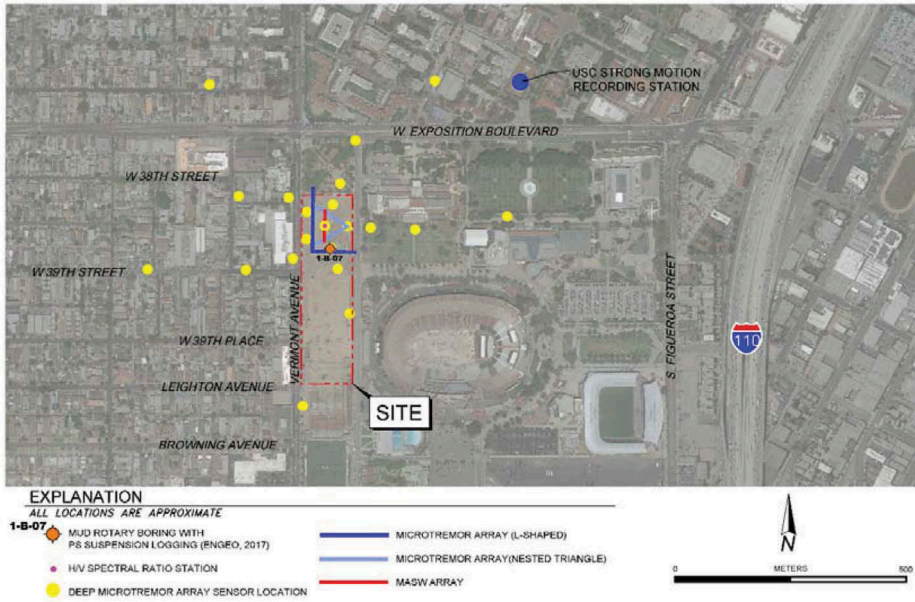 USC STRONG MOTION
RECORDING STATION
W. EXPOSITION BOULEVARD
W 38TH STREET
1-B-07
W 39TH STREET
VERMONT AVENUE
S. FIGUEROA STREET
110
W 39TH PLACE
LEIGHTON AVENUE
SITE
BROWNING AVENUE
EXPLANATION
ALL LOCATIONS ARE APPROXIMATE
1-B-07
MUD ROTARY BORING WITH
PS SUSPENSION LOGGING (ENGEO, 2017)
H/V SPECTRAL RATIO STATION
DEEP MICROTREMOR ARRAY SENSOR LOCATION
MICROTREMOR ARRAY (L-SHAPED)
MICROTREMOR ARRAY(NESTED TRIANGLE)
MASW ARRAY
N
METERS
0
500